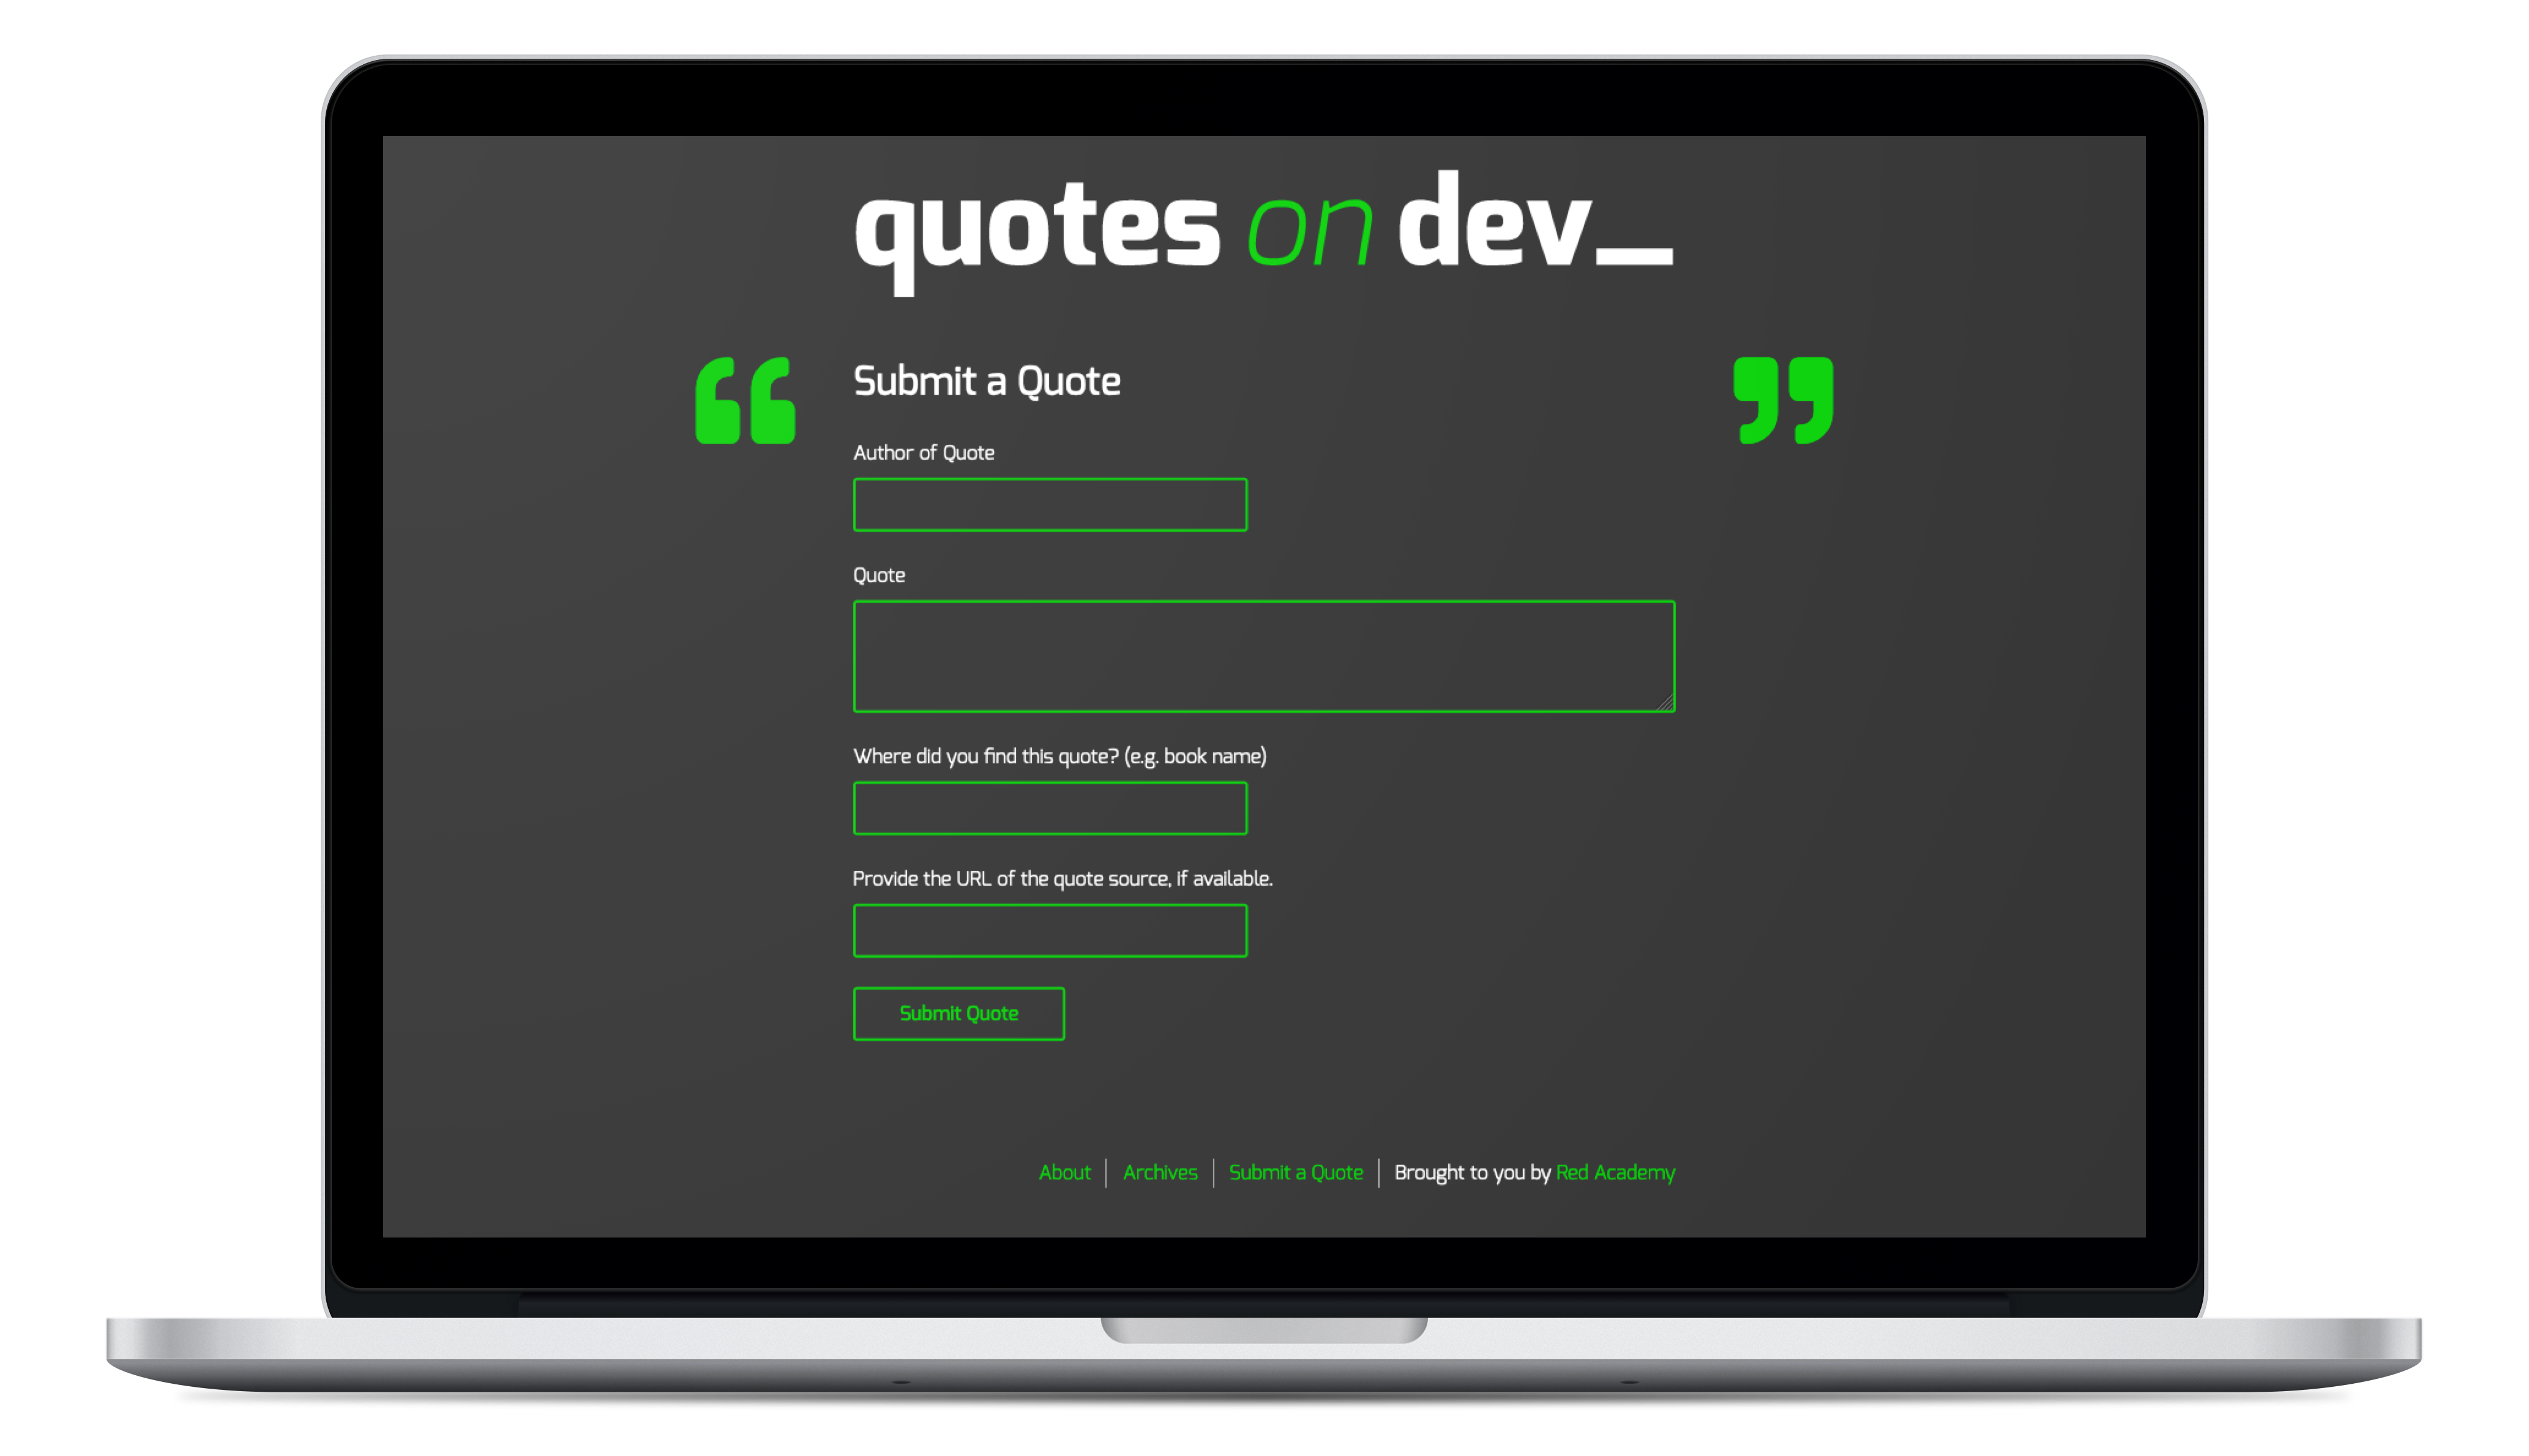 quotes on dev_
Submit a Quote
Author of Quote
Quote
Where did you find this quote? (e.g. book name)
Provide the URL of the quote source, if available.
Submit Quote
About | Archives | Submit a Quote | Brought to you by Red Academy